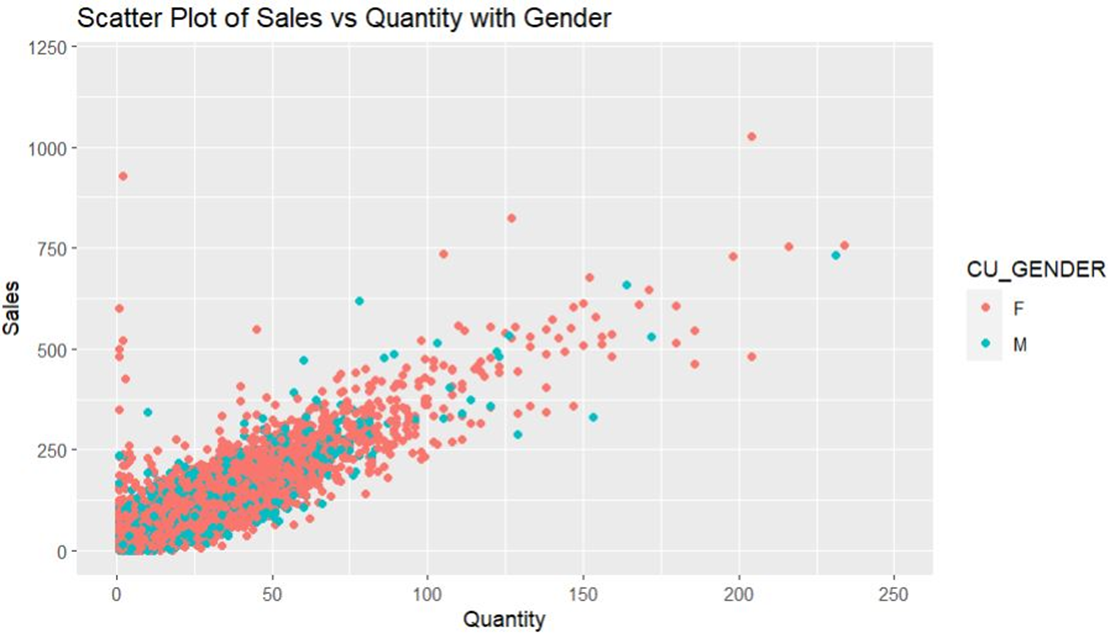 Scatter Plot of Sales vs Quantity with Gender
1250
1000
750
500
250
0
Sales
0 50 100 150 200 250
Quantity
CU_GENDER
F
M